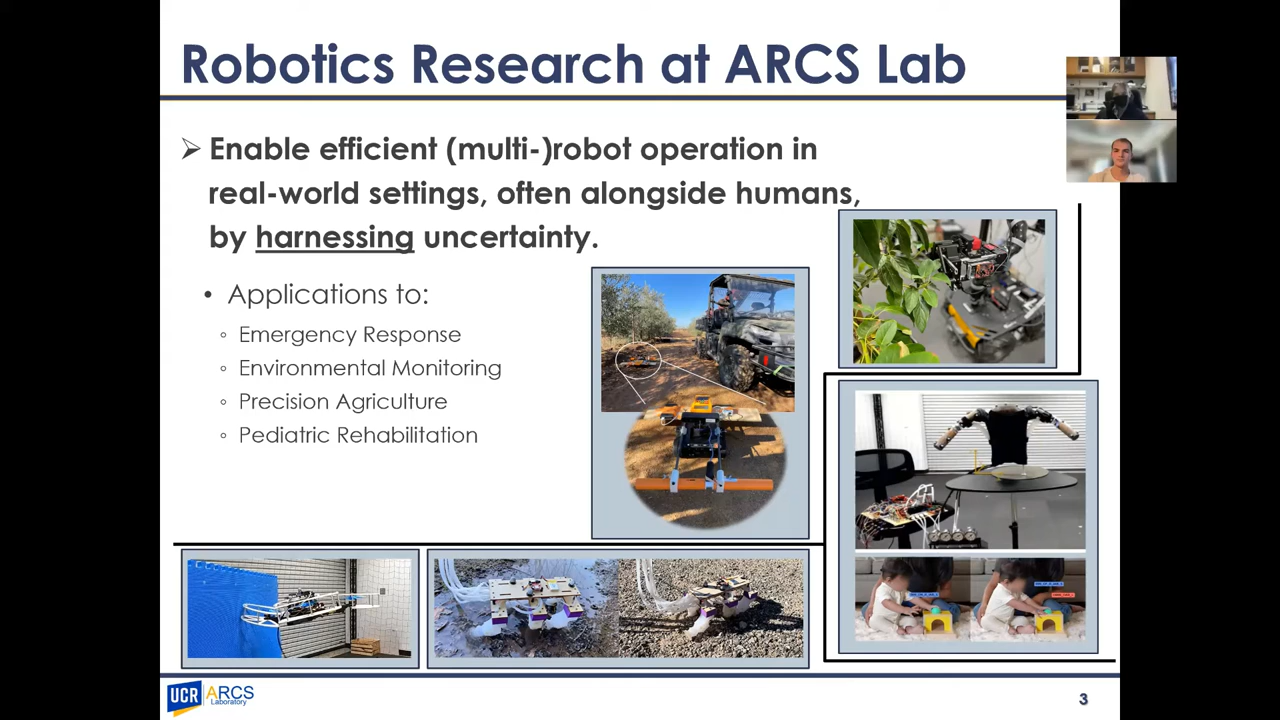 Robotics Research at ARCS Lab
➢ Enable efficient (multi-)robot operation in
real-world settings, often alongside humans,
by harnessing uncertainty.
• Applications to:
◦ Emergency Response
◦ Environmental Monitoring
◦ Precision Agriculture
◦ Pediatric Rehabilitation
UCR ARCS
Laboratory
3